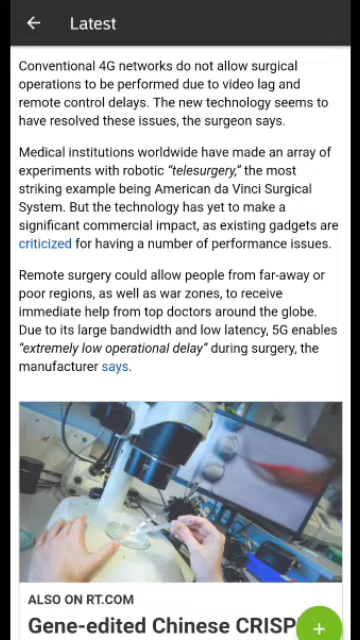 Latest
Conventional 4G networks do not allow surgical
operations to be performed due to video lag and
remote control delays. The new technology seems to
have resolved these issues, the surgeon says.
Medical institutions worldwide have made an array of
experiments with robotic “telesurgery,” the most
striking example being American da Vinci Surgical
System. But the technology has yet to make a
significant commercial impact, as existing gadgets are
criticized for having a number of performance issues.
Remote surgery could allow people from far-away or
poor regions, as well as war zones, to receive
immediate help from top doctors around the globe.
Due to its large bandwidth and low latency, 5G enables
“extremely low operational delay” during surgery, the
manufacturer says.
ALSO ON RT.COM
Gene-edited Chinese CRISP